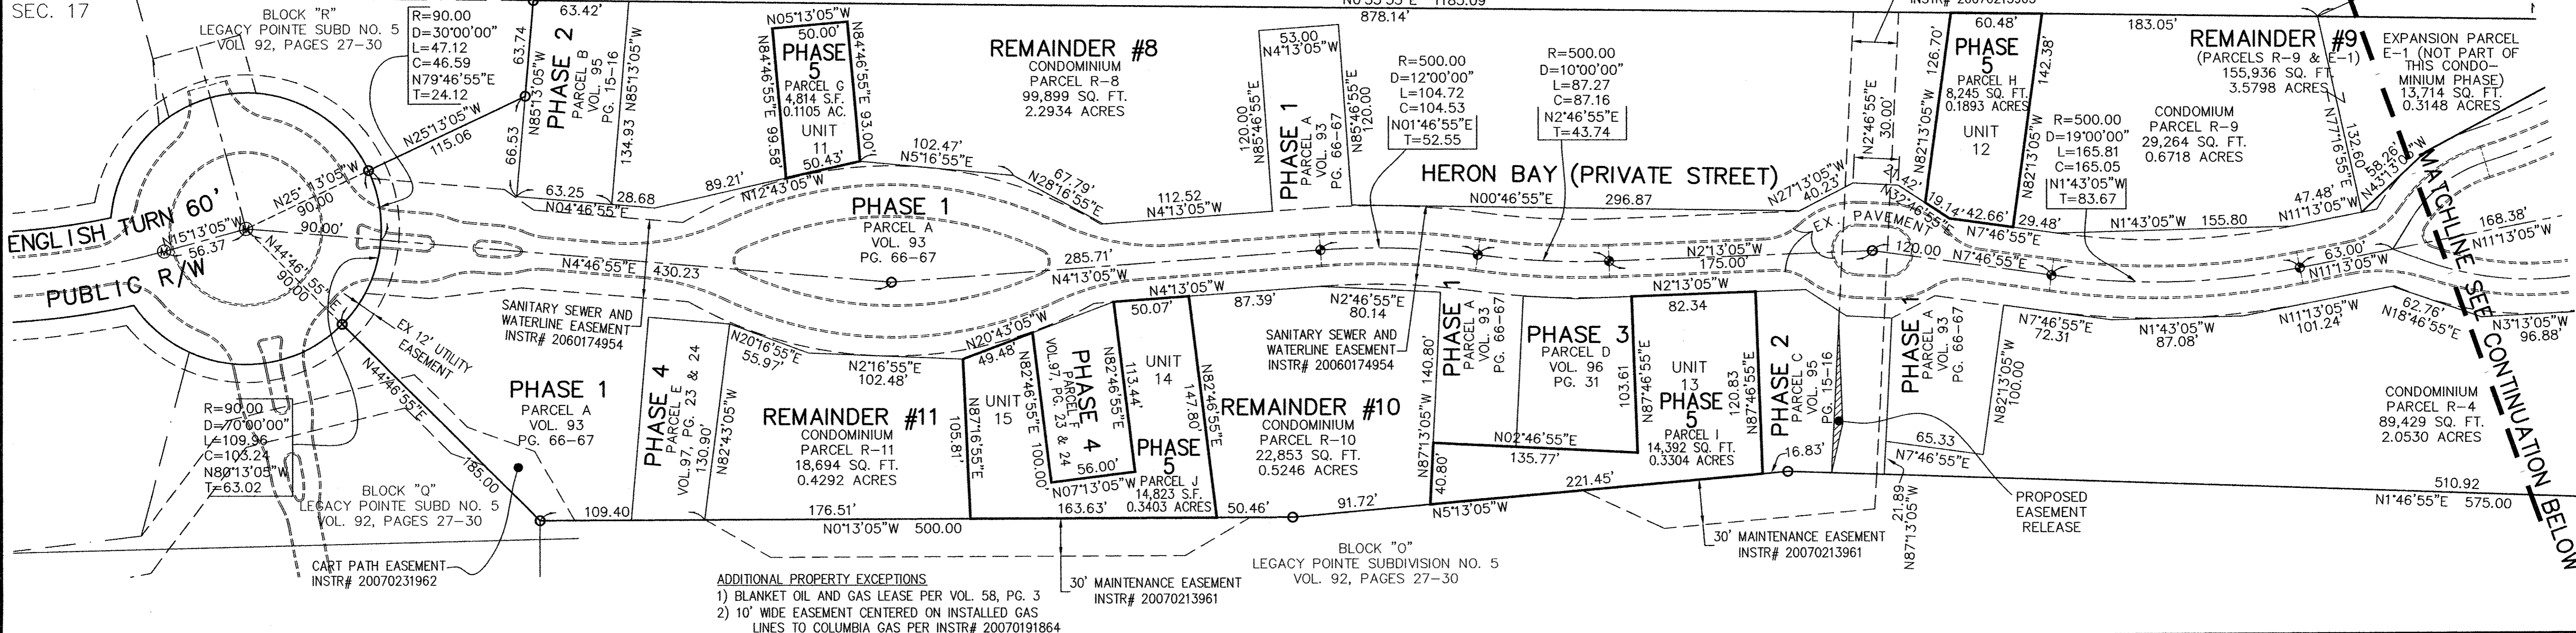 SEC. 17
BLOCK "R"
LEGACY POINTE SUBD NO. 5
VOL. 92, PAGES 27-30
R=90.00
D=30°00'00"
L=47.12
C=46.59
N79°46'55"E
T=24.12
63.42'
63.74
N85°13'05"W
66.53
PHASE 2
PARCEL B
VOL. 95
PG. 15-16
134.93 N85°13'05"W
N25°13'05"W
115.06
63.25
28.68
N04°46'55"E
N05°13'05"W
50.00'
N84°46'55"E 99.58'
N84°46'55"E 93.00'
PHASE
5
PARCEL G
4,814 S.F.
0.1105 AC.
UNIT
11
50.43'
89.21'
N12°43'05"W
REMAINDER #8
CONDOMINIUM
PARCEL R-8
99,899 SQ. FT.
2.2934 ACRES
102.47'
N5°16'55"W
67.79'
N28°16'55"E
112.52
N4°13'05"W
878.14'
53.00
N4°13'05"W
120.00
N85°46'55"E
N85°46'55"E
120.00
PHASE 1
PARCEL A
VOL. 93
PG. 66-67
R=500.00
D=12°00'00"
L=104.72
C=104.53
N01°46'55"E
T=52.55
R=500.00
D=10°00'00"
L=87.27
C=87.16
N2°46'55"E
T=43.74
HERON BAY (PRIVATE STREET)
N00°46'55"E
296.87
N27°13'05"W
40.23'
N2°46'55"E
30.00'
21.42'
N32°46'55"E
19.14'
42.66'
N7°46'55"E
29.48'
60.48'
126.70'
N82°13'05"W
142.38'
N82°13'05"W
PHASE
5
PARCEL H
8,245 SQ. FT.
0.1893 ACRES
UNIT
12
183.05'
REMAINDER #9
(PARCELS R-9 & E-1)
155,936 SQ. FT.
3.5798 ACRES
CONDOMIUM
PARCEL R-9
29,264 SQ. FT.
0.6718 ACRES
R=500.00
D=19°00'00"
L=165.81
C=165.05
N1°43'05"W
T=83.67
EXPANSION PARCEL
E-1 (NOT PART OF
THIS CONDO-
MINIUM PHASE)
13,714 SQ. FT.
0.3148 ACRES
132.60
N77°16'55"E
58.26'
N43°13'05"W
47.48'
N11°13'05"W
N1°43'05"W 155.80
168.38'
N11°13'05"W
63.00'
N11°13'05"W
MATCHLINE SEE CONTINUATION BELOW
ENGLISH TURN 60'
PUBLIC R/W
N15°13'05"W
56.37
N25°13'05"W
90.00
90.00'
N44°46'55"E
90.00
PHASE 1
PARCEL A
VOL. 93
PG. 66-67
N4°46'55"E 430.23
285.71'
N4°13'05"W
N2°13'05"W
175.00'
EX. PAVEMENT
120.00
N7°46'55"E
SANITARY SEWER AND
WATERLINE EASEMENT
INSTR# 2060174954
EX 12' UTILITY
EASEMENT
N44°46'55"E
185.00
R=90.00
D=70°00'00"
L=109.96
C=103.24
N80°13'05"W
T=63.02
BLOCK "Q"
LEGACY POINTE SUBD NO. 5
VOL. 92, PAGES 27-30
CART PATH EASEMENT
INSTR# 20070231962
PHASE 1
PARCEL A
VOL. 93
PG. 66-67
109.40
PHASE 4
PARCEL E
VOL.97, PG. 23 & 24
130.90'
N82°43'05"W
N20°16'55"E
55.97'
N2°16'55"E
102.48'
REMAINDER #11
CONDOMINIUM
PARCEL R-11
18,694 SQ. FT.
0.4292 ACRES
176.51'
N0°13'05"W 500.00
N20°43'05"W
49.48'
105.81'
N87°16'55"E
UNIT
15
N82°46'55"E 100.00'
PHASE 4
PARCEL F
VOL.97, PG. 23 & 24
56.00'
N07°13'05"W
N4°13'05"W
50.07'
N82°46'55"E
113.44'
UNIT
14
147.80'
N82°46'55"E
PHASE
5
PARCEL J
14,823 S.F.
0.3403 ACRES
163.63'
87.39'
N2°46'55"E
80.14
SANITARY SEWER AND
WATERLINE EASEMENT
INSTR# 20060174954
REMAINDER #10
CONDOMINIUM
PARCEL R-10
22,853 SQ. FT.
0.5246 ACRES
50.46'
91.72'
N87°13'05"W 140.80'
40.80'
PHASE 1
PARCEL A
VOL. 93
PG. 66-67
PHASE 3
PARCEL D
VOL. 96
PG. 31
N02°46'55"E
135.77'
103.61
N87°46'55"E
N2°13'05"W
82.34
UNIT
13
PHASE
5
PARCEL I
14,392 SQ. FT.
0.3304 ACRES
120.83
N87°46'55"E
221.45'
N5°13'05"W
PHASE 2
PARCEL C
VOL. 95
PG. 15-16
16.83'
PHASE 1
PARCEL A
VOL. 93
PG. 66-67
65.33
N7°46'55"E
N82°13'05"W
100.00
21.89
N87°13'05"W
PROPOSED
EASEMENT
RELEASE
N7°46'55"E
72.31
N1°43'05"W
87.08'
N11°13'05"W
101.24'
62.76'
N18°46'55"E
N3°13'05"W
96.88'
CONDOMINIUM
PARCEL R-4
89,429 SQ. FT.
2.0530 ACRES
510.92
N1°46'55"E 575.00
30' MAINTENANCE EASEMENT
INSTR# 20070213961
BLOCK "O"
LEGACY POINTE SUBDIVISION NO. 5
VOL. 92, PAGES 27-30
30' MAINTENANCE EASEMENT
INSTR# 20070213961
ADDITIONAL PROPERTY EXCEPTIONS
1) BLANKET OIL AND GAS LEASE PER VOL. 58, PG. 3
2) 10' WIDE EASEMENT CENTERED ON INSTALLED GAS
LINES TO COLUMBIA GAS PER INSTR# 20070191864